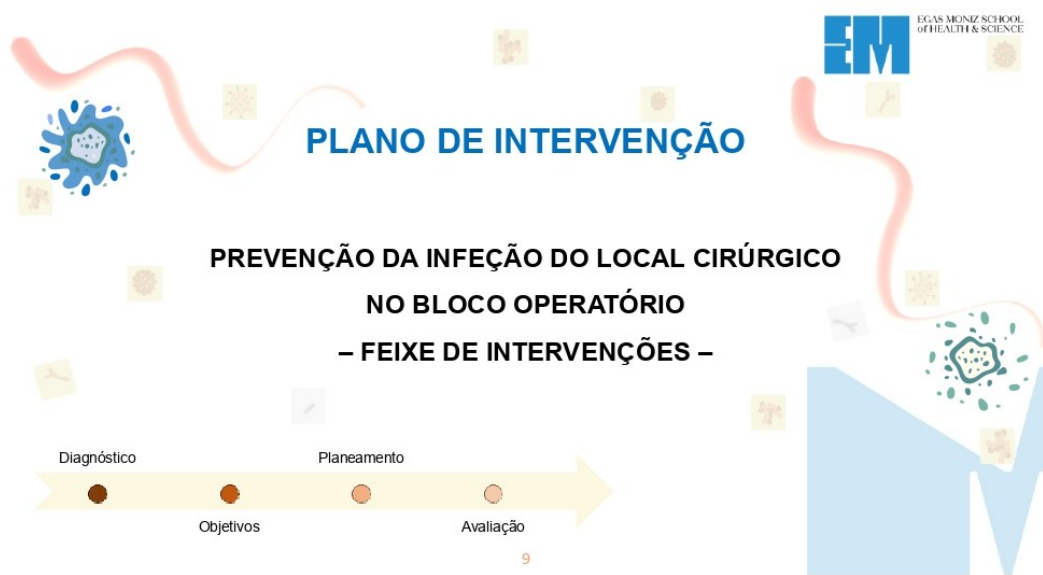 EGAS MONIZ SCHOOL
of HEALTH & SCIENCE
PLANO DE INTERVENÇÃO
PREVENÇÃO DA INFEÇÃO DO LOCAL CIRÚRGICO
NO BLOCO OPERATÓRIO
– FEIXE DE INTERVENÇÕES –
Diagnóstico
Planeamento
Objetivos
Avaliação
9